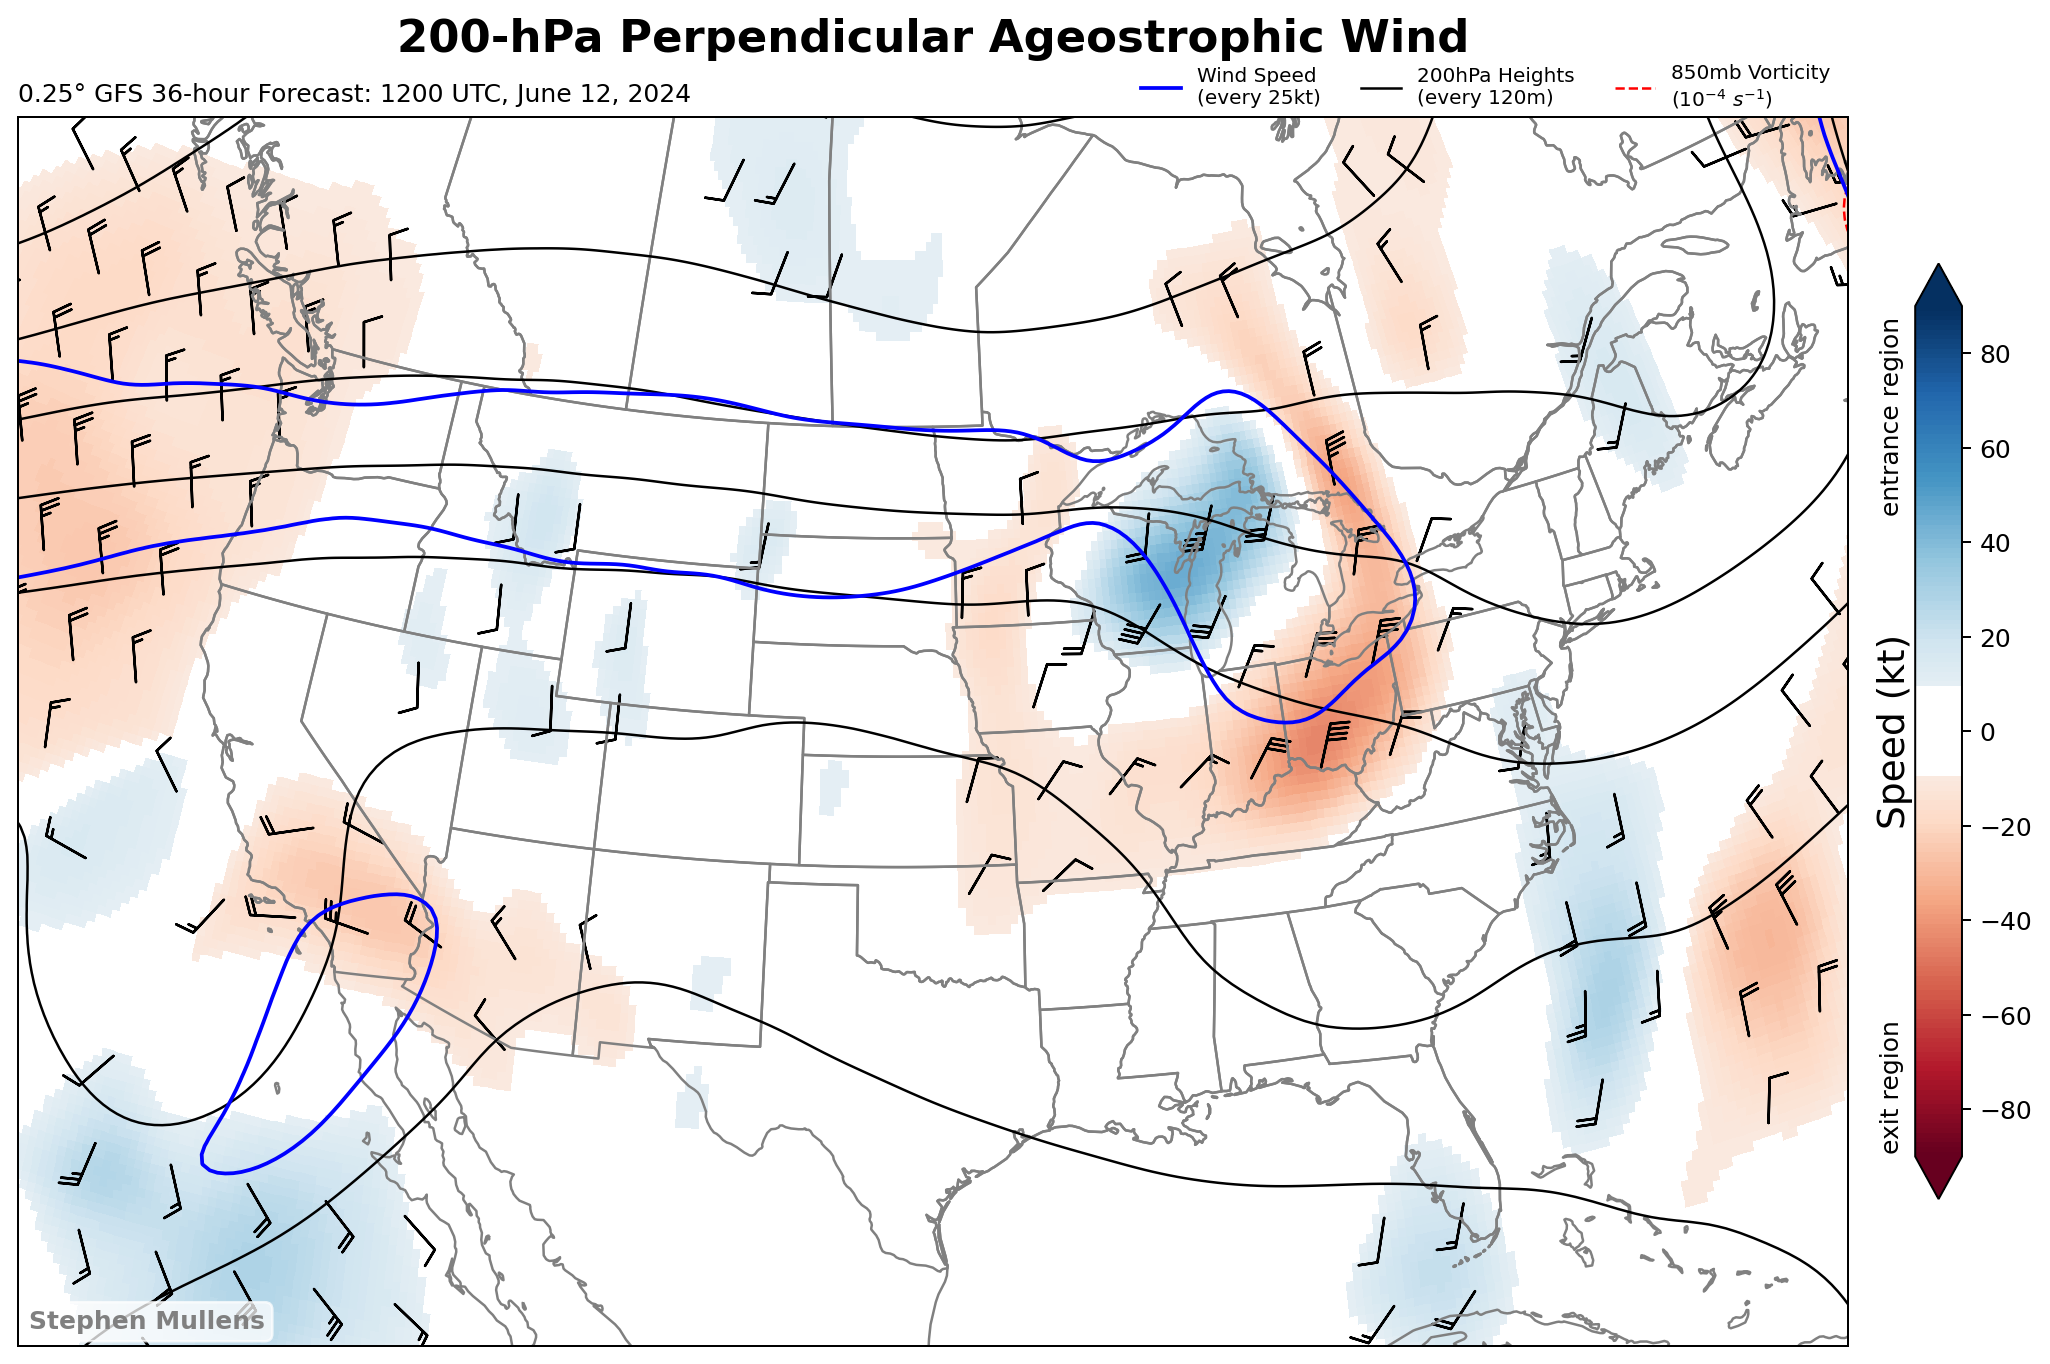 200-hPa Perpendicular Ageostrophic Wind
0.25° GFS 36-hour Forecast: 1200 UTC, June 12, 2024
Wind Speed
(every 25kt)
200hPa Heights
(every 120m)
850mb Vorticity
(10⁻⁴ s⁻¹)
entrance region
Speed (kt)
exit region
80
60
40
20
0
−20
−40
−60
−80
Stephen Mullens